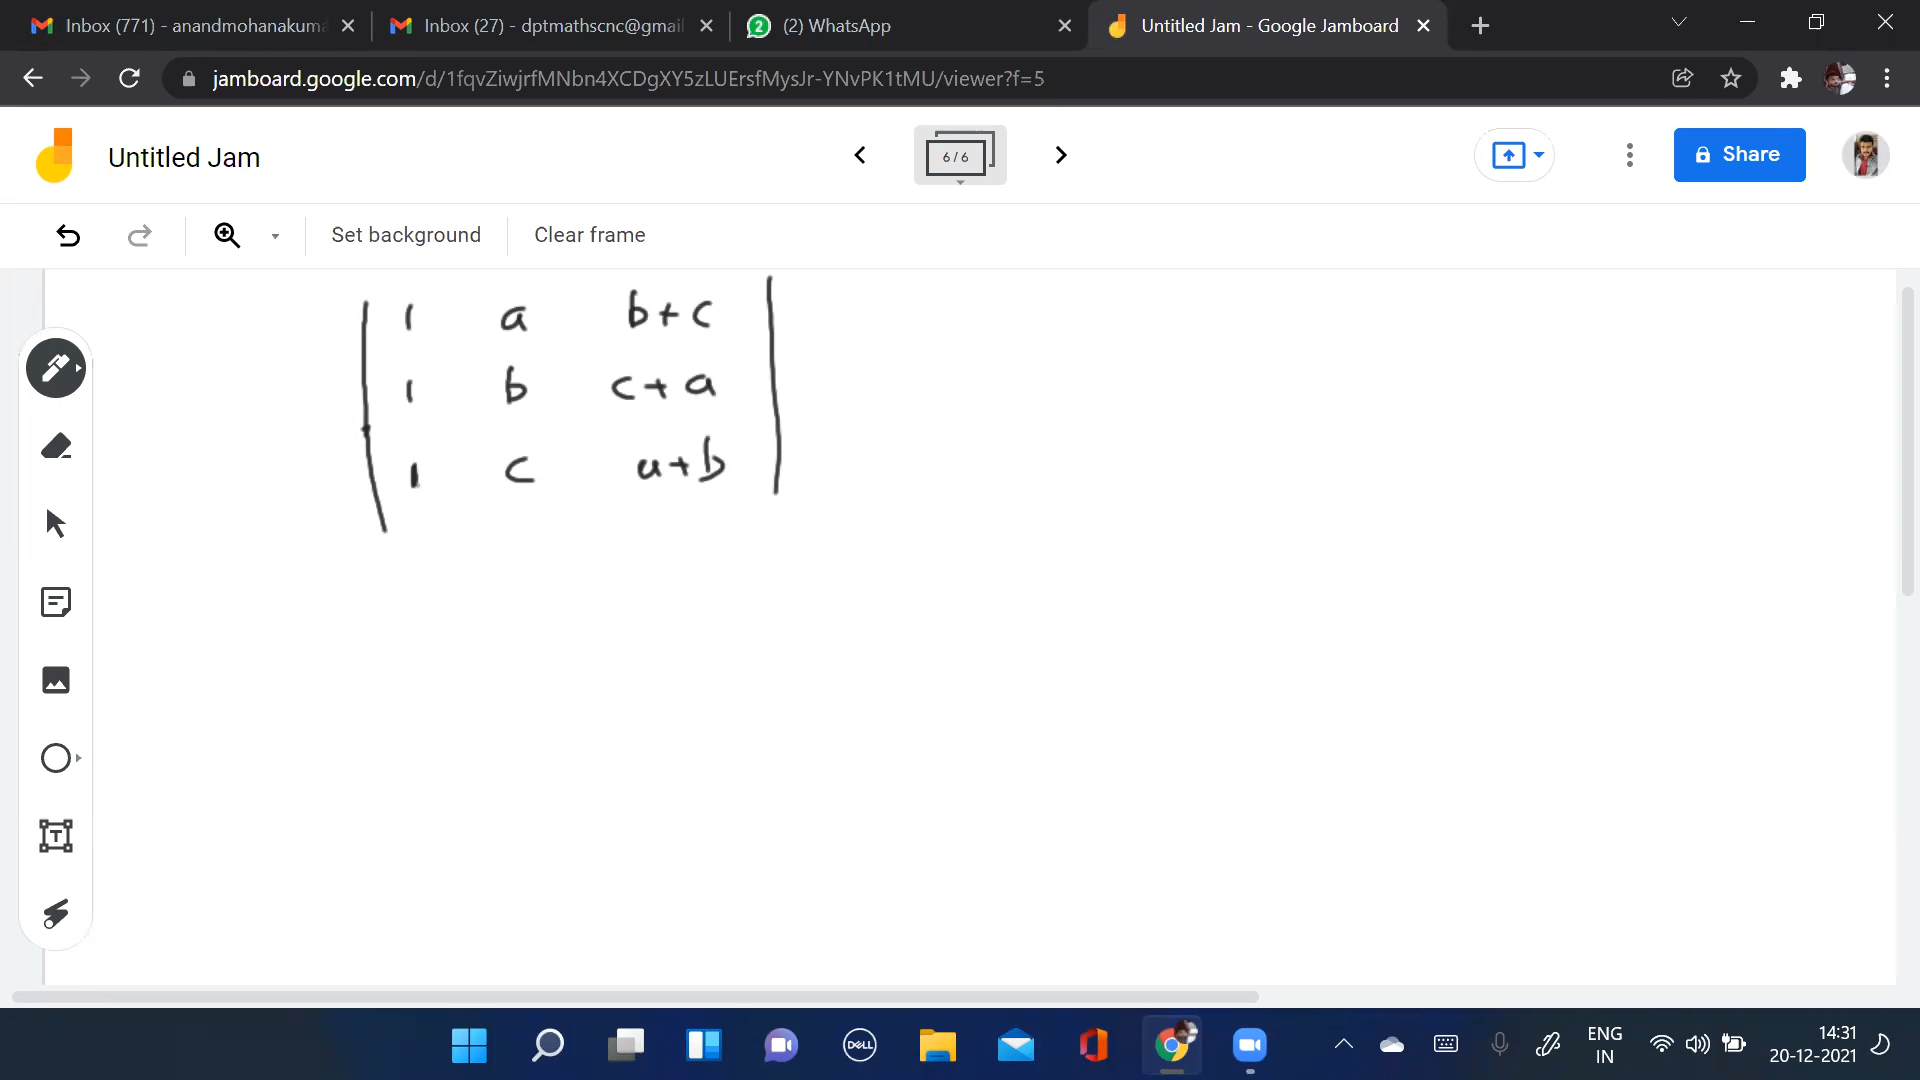 Inbox (771) - anandmohanakuma
Inbox (27) - dptmathscnc@gmail
(2) WhatsApp
Untitled Jam - Google Jamboard
jamboard.google.com/d/1fqvZiwjrfMNbn4XCDgXY5zLUErsfMysJr-YNvPK1tMU/viewer?f=5
Untitled Jam
6 / 6
Share
Set background
Clear frame
1 a b+c
1 b c+a
1 c a+b
DELL
ENG
IN
14:31
20-12-2021